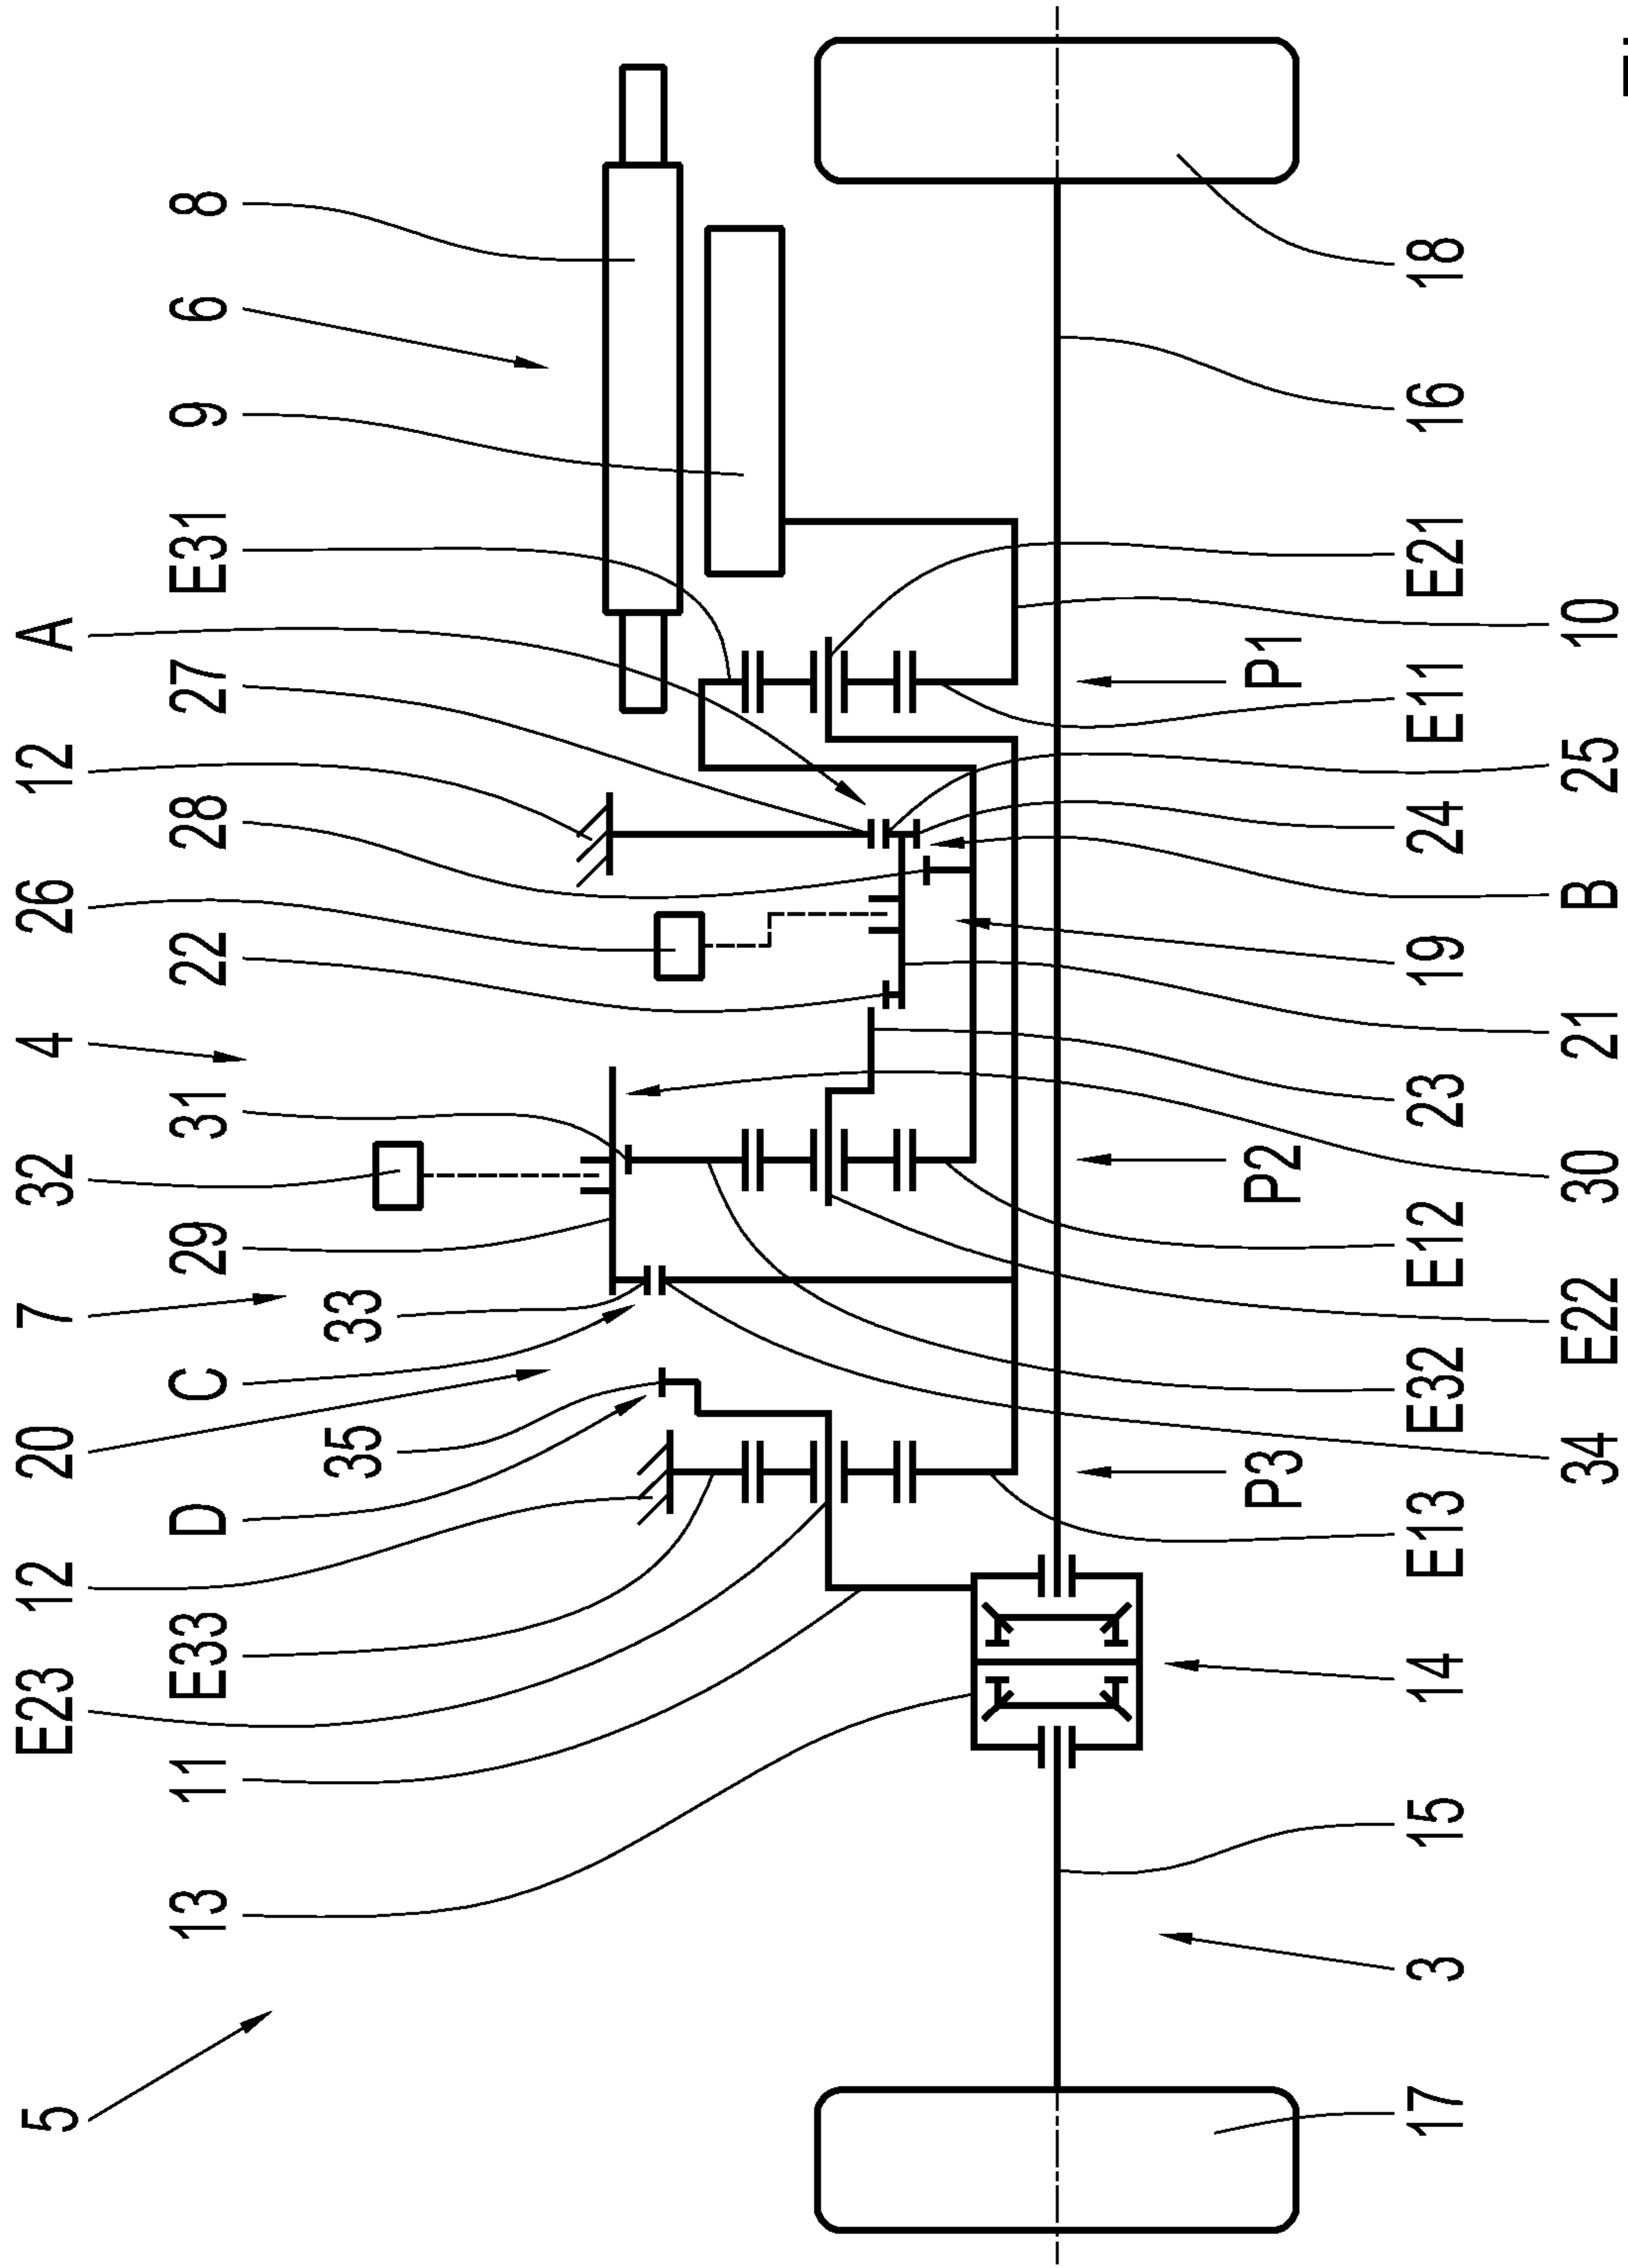 5 E23 12 20 7 32 4 26 12 A
13 11 E33 D C 29 31 22 28 27 E31 9 6 8
35 33
P3 P2 P1
17 3 15 14 E13 E32 E12 23 19 24 E11 E21 16 18
34 E22 30 21 B 25 10